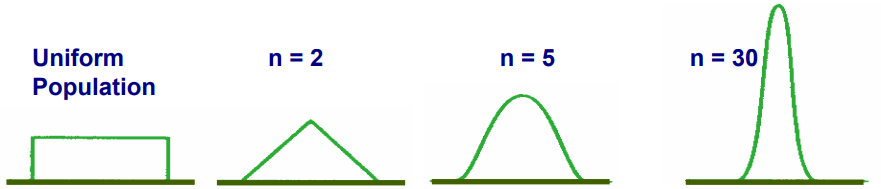 Uniform
Population
n = 2
n = 5
n = 30